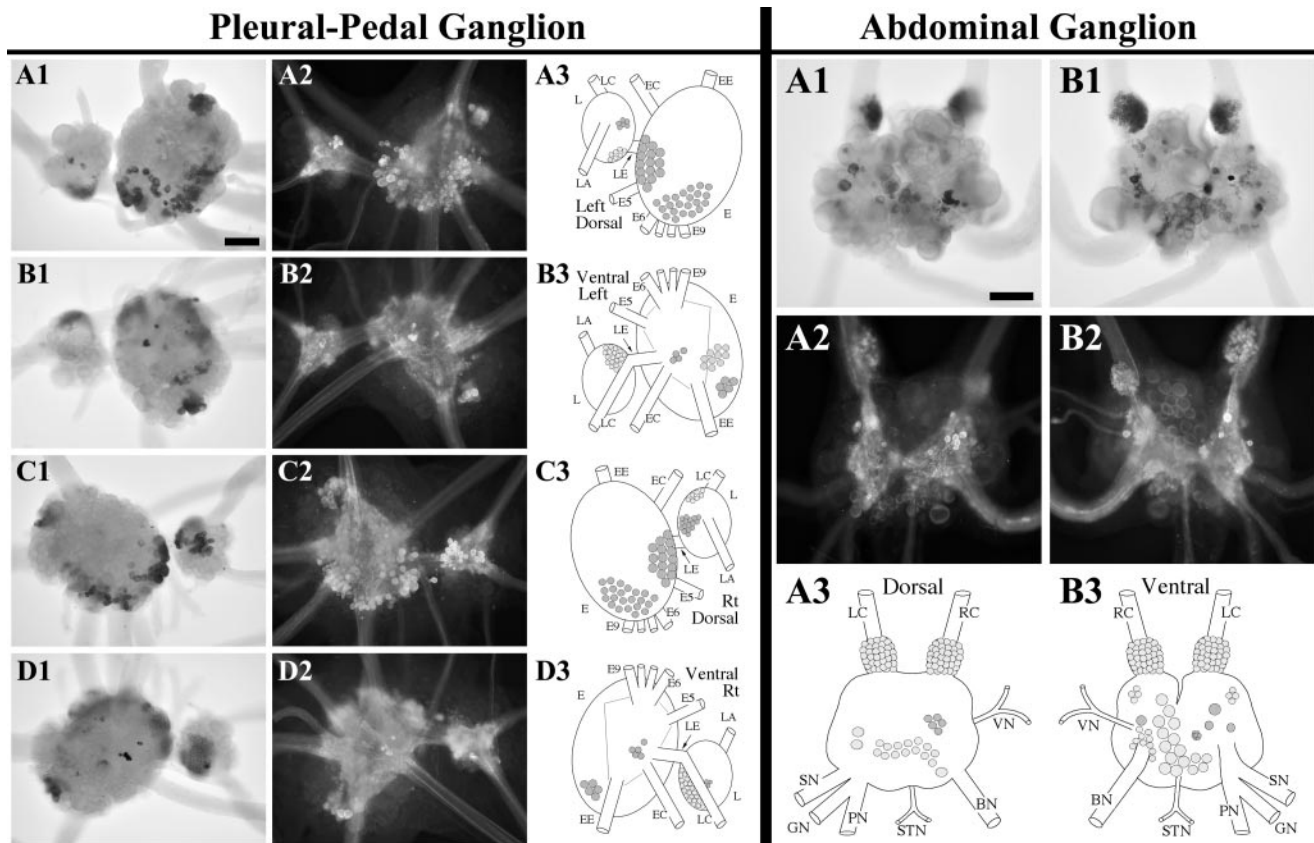 Pleural-Pedal Ganglion
Abdominal Ganglion
A1
A2
A3
LC
EC
EE
L
LA
LE
E5
Left
Dorsal
E6
E
E9
B1
B2
B3
Ventral
Left
E9
E6
E
E5
LA
LE
L
LC
EC
EE
C1
C2
C3
EE
EC
LC
L
LE
LA
E5
Rt
Dorsal
E
E6
E9
D1
D2
D3
E9
Ventral
Rt
E
E6
E5
LA
LE
L
EE
EC
LC
A1
B1
A2
B2
A3
Dorsal
LC
RC
VN
SN
GN
PN
STN
BN
B3
Ventral
RC
LC
VN
SN
BN
STN
PN
GN